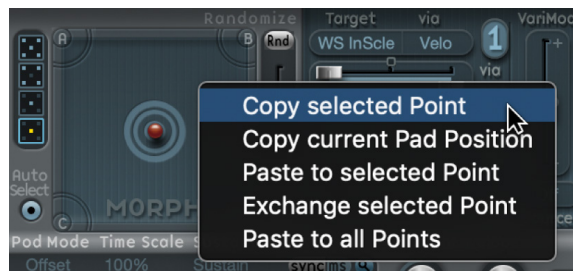 Randomize
Target via VariMod
A B Rnd WS InScle Velo 1
via
Copy selected Point
Copy current Pad Position
Paste to selected Point
Exchange selected Point
Paste to all Points
Auto
Select
C MORPH
Pad Mode Time Scale
Offset 100% Sustain sync ms